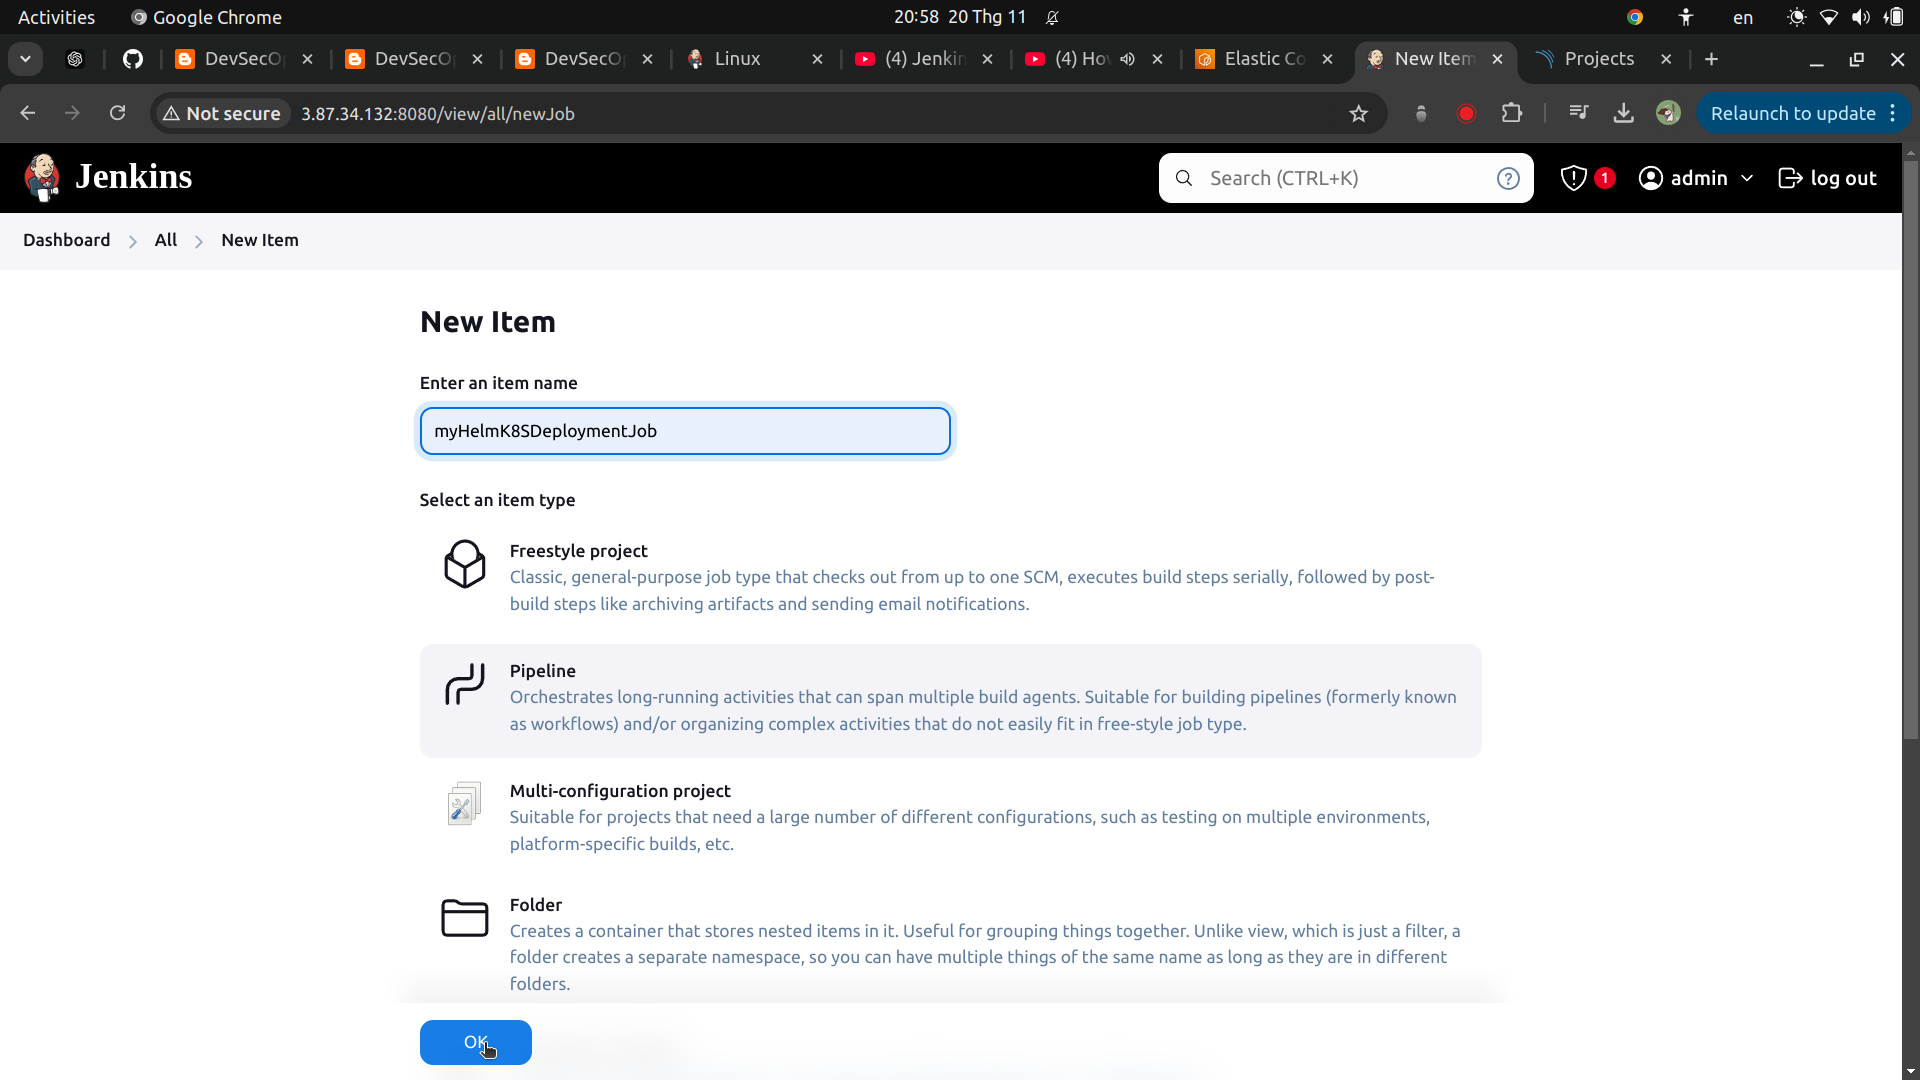 Activities
Google Chrome
20:58 20 Thg 11
en
DevSecO
DevSecO
DevSecO
Linux
(4) Jenkin
(4) Hov
Elastic Co
New Item
Projects
Not secure
3.87.34.132:8080/view/all/newJob
Relaunch to update
Jenkins
Search (CTRL+K)
?
1
admin
log out
Dashboard
All
New Item
New Item
Enter an item name
myHelmK8SDeploymentJob
Select an item type
Freestyle project
Classic, general-purpose job type that checks out from up to one SCM, executes build steps serially, followed by post-
build steps like archiving artifacts and sending email notifications.
Pipeline
Orchestrates long-running activities that can span multiple build agents. Suitable for building pipelines (formerly known
as workflows) and/or organizing complex activities that do not easily fit in free-style job type.
Multi-configuration project
Suitable for projects that need a large number of different configurations, such as testing on multiple environments,
platform-specific builds, etc.
Folder
Creates a container that stores nested items in it. Useful for grouping things together. Unlike view, which is just a filter, a
folder creates a separate namespace, so you can have multiple things of the same name as long as they are in different
folders.
OK